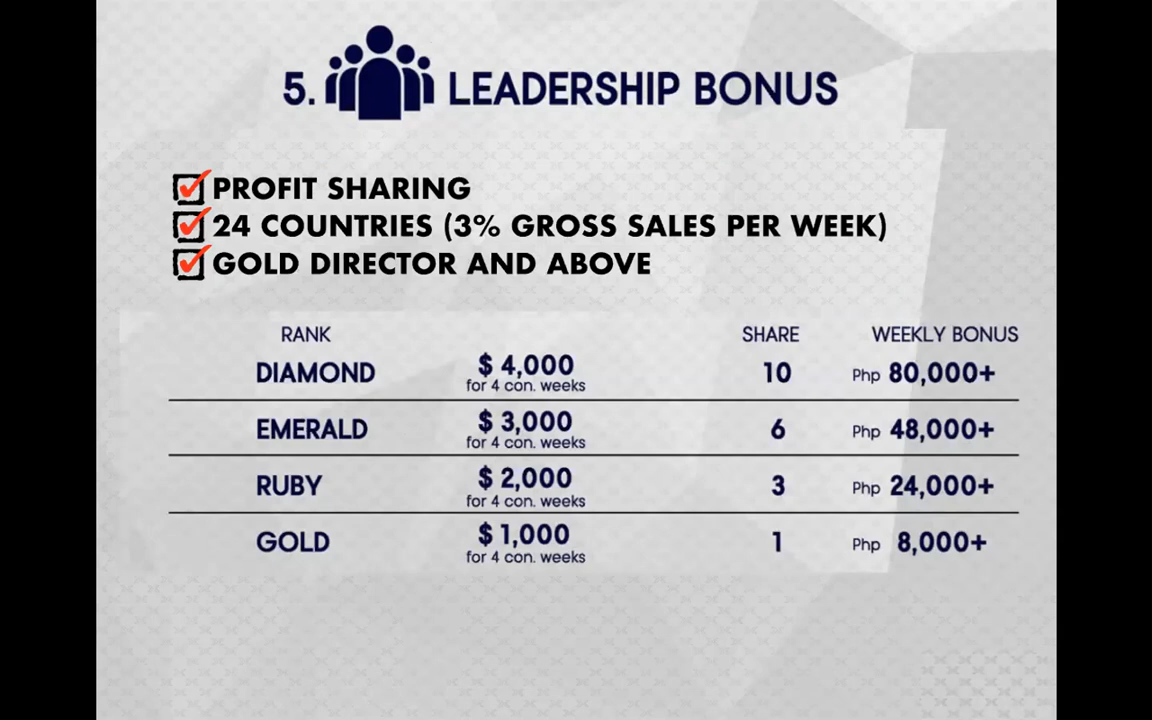 5. LEADERSHIP BONUS
PROFIT SHARING
24 COUNTRIES (3% GROSS SALES PER WEEK)
GOLD DIRECTOR AND ABOVE
RANK SHARE WEEKLY BONUS
DIAMOND $ 4,000 for 4 con. weeks 10 Php 80,000+
EMERALD $ 3,000 for 4 con. weeks 6 Php 48,000+
RUBY $ 2,000 for 4 con. weeks 3 Php 24,000+
GOLD $ 1,000 for 4 con. weeks 1 Php 8,000+